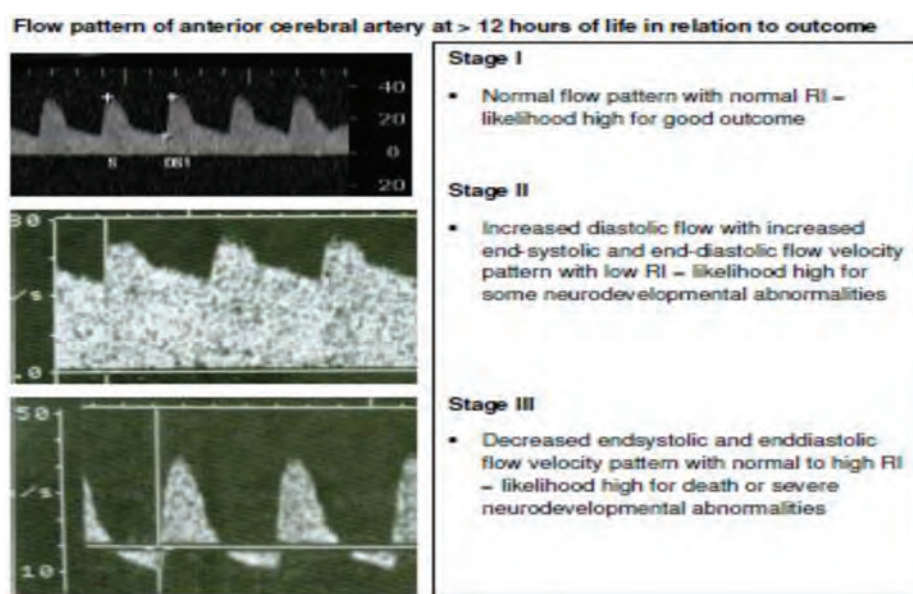 Flow pattern of anterior cerebral artery at > 12 hours of life in relation to outcome
40
20
0
20
S
DS1
Stage I
• Normal flow pattern with normal RI –
likelihood high for good outcome
80
/s
.0
Stage II
• Increased diastolic flow with increased
end-systolic and end-diastolic flow velocity
pattern with low RI – likelihood high for
some neurodevelopmental abnormalities
50
/s
10
Stage III
• Decreased endsystolic and enddiastolic
flow velocity pattern with normal to high RI
– likelihood high for death or severe
neurodevelopmental abnormalities